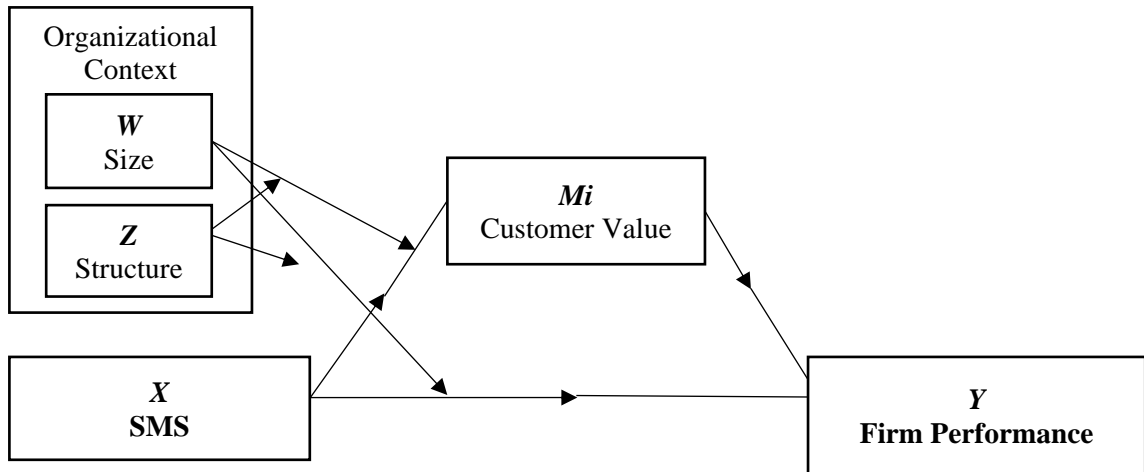 Organizational
Context
W
Size
Z
Structure
Mi
Customer Value
X
SMS
Y
Firm Performance